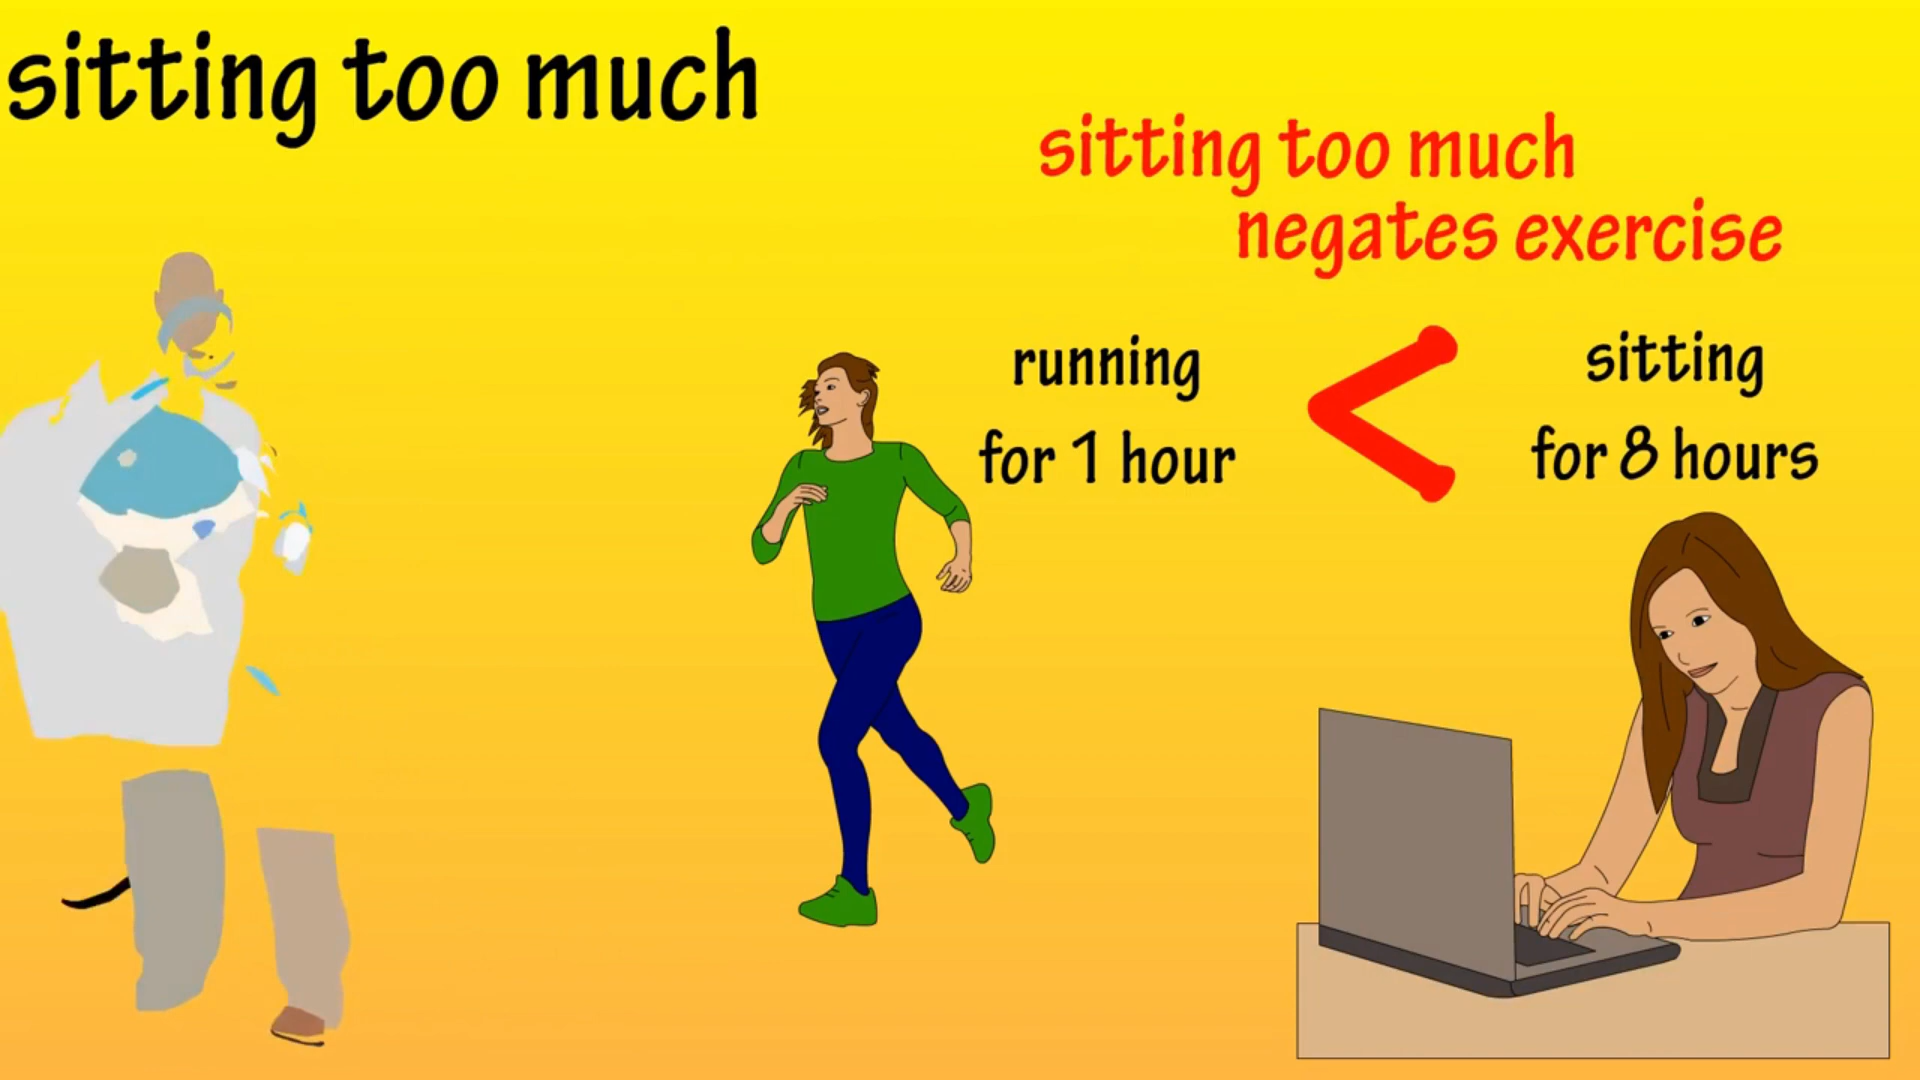 sitting too much
sitting too much
negates exercise
running
for 1 hour
<
sitting
for 8 hours